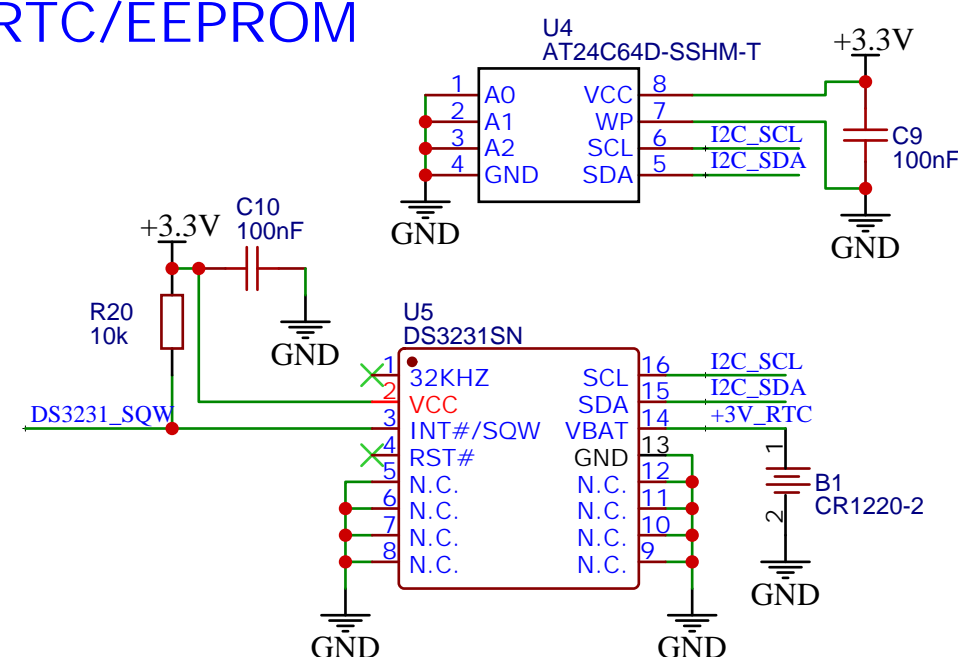 RTC/EEPROM
U4
AT24C64D-SSHM-T
+3.3V
1 A0 VCC 8
2 A1 WP 7
3 A2 SCL 6 I2C_SCL
4 GND SDA 5 I2C_SDA
C9
100nF
GND
GND
+3.3V
C10
100nF
R20
10k
GND
U5
DS3231SN
1 32KHZ SCL 16 I2C_SCL
2 VCC SDA 15 I2C_SDA
DS3231_SQW 3 INT#/SQW VBAT 14 +3V_RTC
4 RST# GND 13
5 N.C. N.C. 12
6 N.C. N.C. 11
7 N.C. N.C. 10
8 N.C. N.C. 9
1
B1
CR1220-2
2
GND
GND
GND